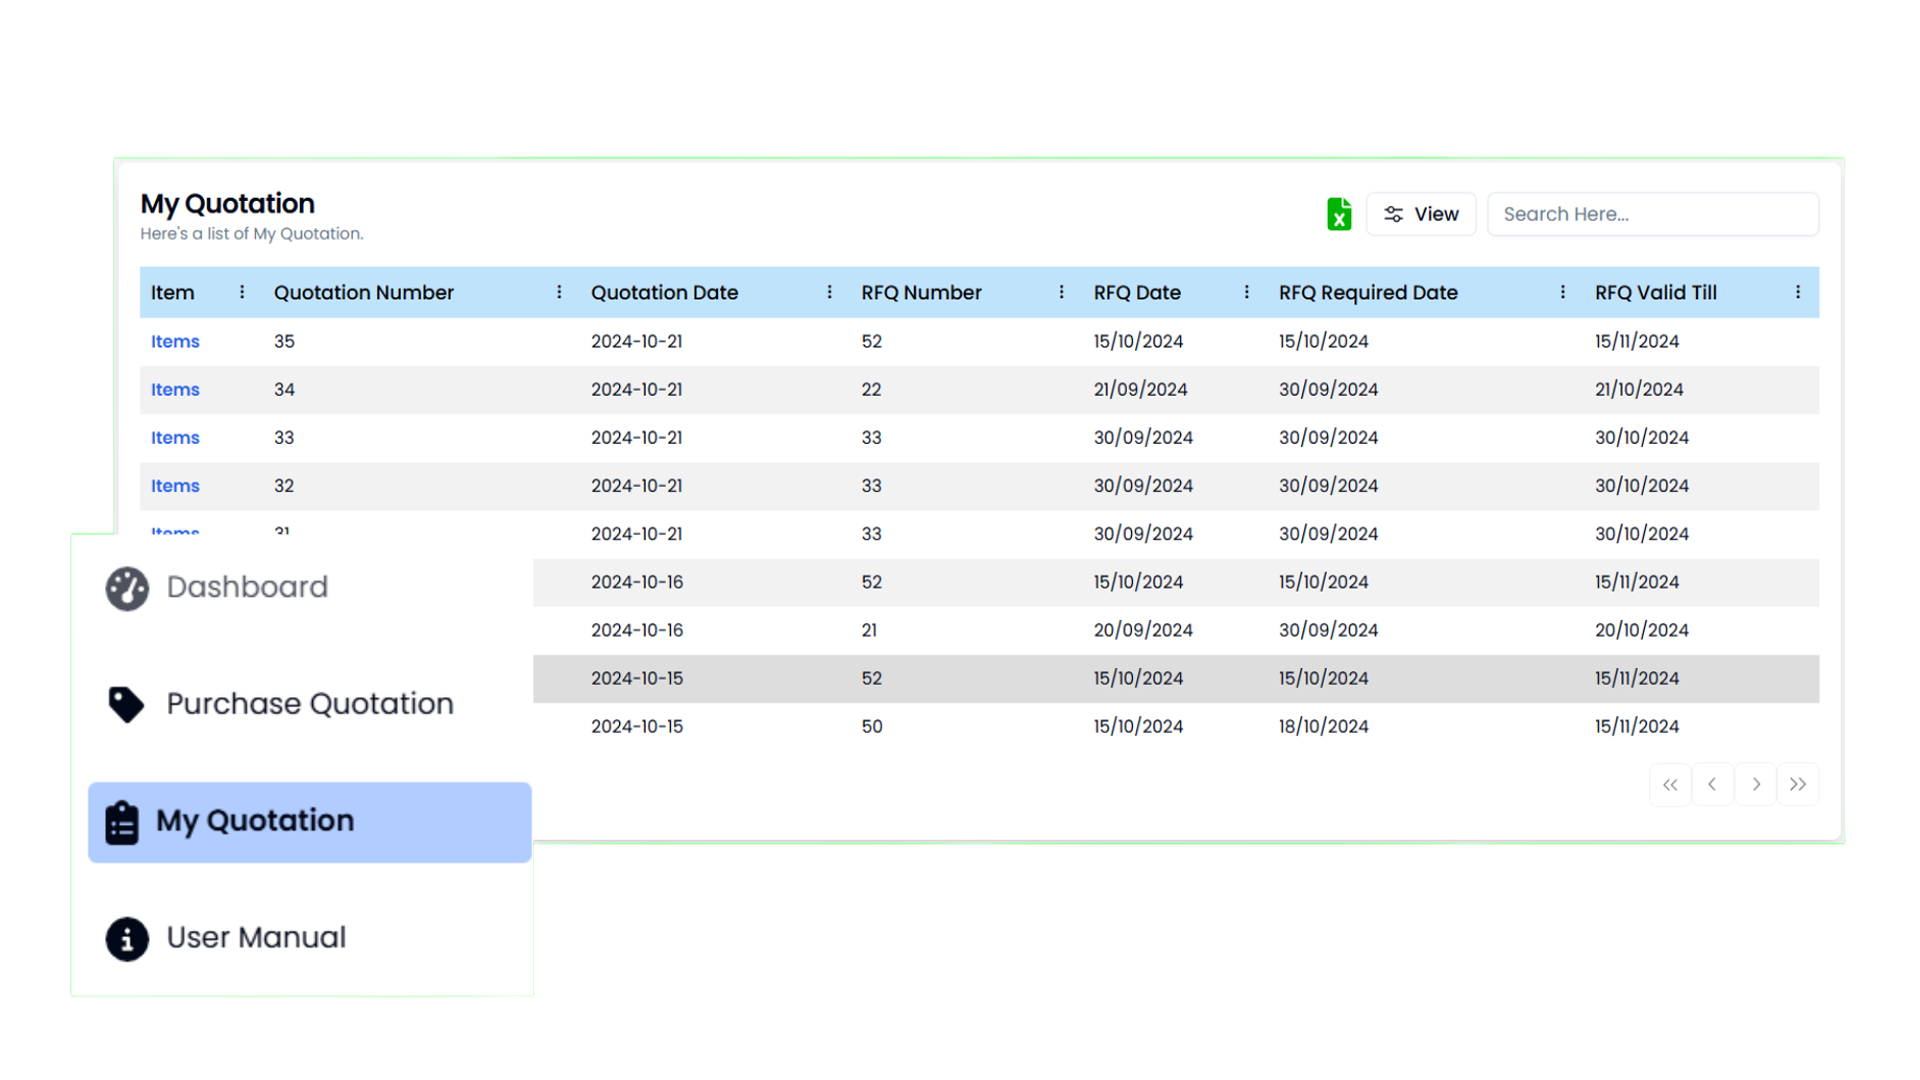 My Quotation
Here's a list of My Quotation.
View
Search Here...
Item Quotation Number Quotation Date RFQ Number RFQ Date RFQ Required Date RFQ Valid Till
Items 35 2024-10-21 52 15/10/2024 15/10/2024 15/11/2024
Items 34 2024-10-21 22 21/09/2024 30/09/2024 21/10/2024
Items 33 2024-10-21 33 30/09/2024 30/09/2024 30/10/2024
Items 32 2024-10-21 33 30/09/2024 30/09/2024 30/10/2024
Items 31 2024-10-21 33 30/09/2024 30/09/2024 30/10/2024
2024-10-16 52 15/10/2024 15/10/2024 15/11/2024
2024-10-16 21 20/09/2024 30/09/2024 20/10/2024
2024-10-15 52 15/10/2024 15/10/2024 15/11/2024
2024-10-15 50 15/10/2024 18/10/2024 15/11/2024
Dashboard
Purchase Quotation
My Quotation
User Manual